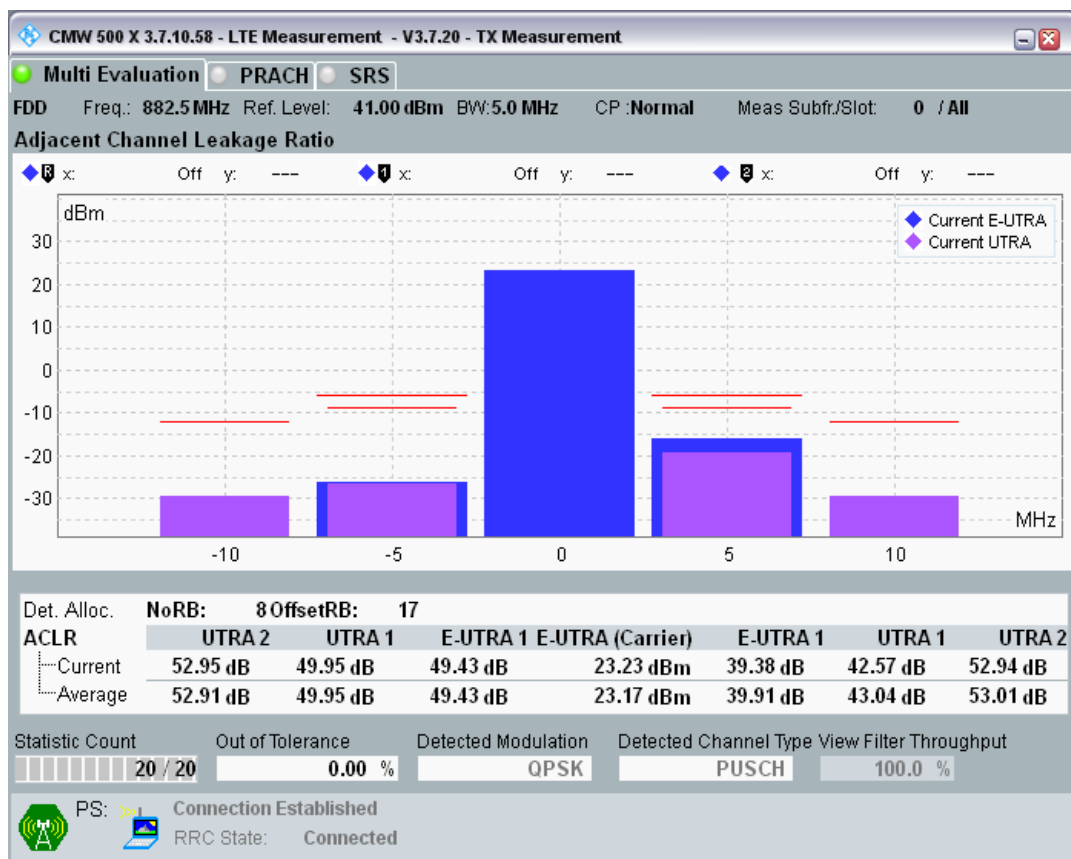 CMW 500 X 3.7.10.58 - LTE Measurement - V3.7.20 - TX Measurement
Multi Evaluation PRACH SRS
FDD Freq.: 882.5 MHz Ref. Level: 41.00 dBm BW:5.0 MHz CP :Normal Meas Subfr./Slot: 0 / All
Adjacent Channel Leakage Ratio
R x: Off y: --- 1 x: Off y: --- 2 x: Off y: ---
dBm
Current E-UTRA
Current UTRA
30
20
10
0
-10
-20
-30
MHz
-10 -5 0 5 10
Det. Alloc. NoRB: 8 OffsetRB: 17
ACLR UTRA 2 UTRA 1 E-UTRA 1 E-UTRA (Carrier) E-UTRA 1 UTRA 1 UTRA 2
Current 52.95 dB 49.95 dB 49.43 dB 23.23 dBm 39.38 dB 42.57 dB 52.94 dB
Average 52.91 dB 49.95 dB 49.43 dB 23.17 dBm 39.91 dB 43.04 dB 53.01 dB
Statistic Count Out of Tolerance Detected Modulation Detected Channel Type View Filter Throughput
20 / 20 0.00 % QPSK PUSCH 100.0 %
PS: Connection Established
RRC State: Connected